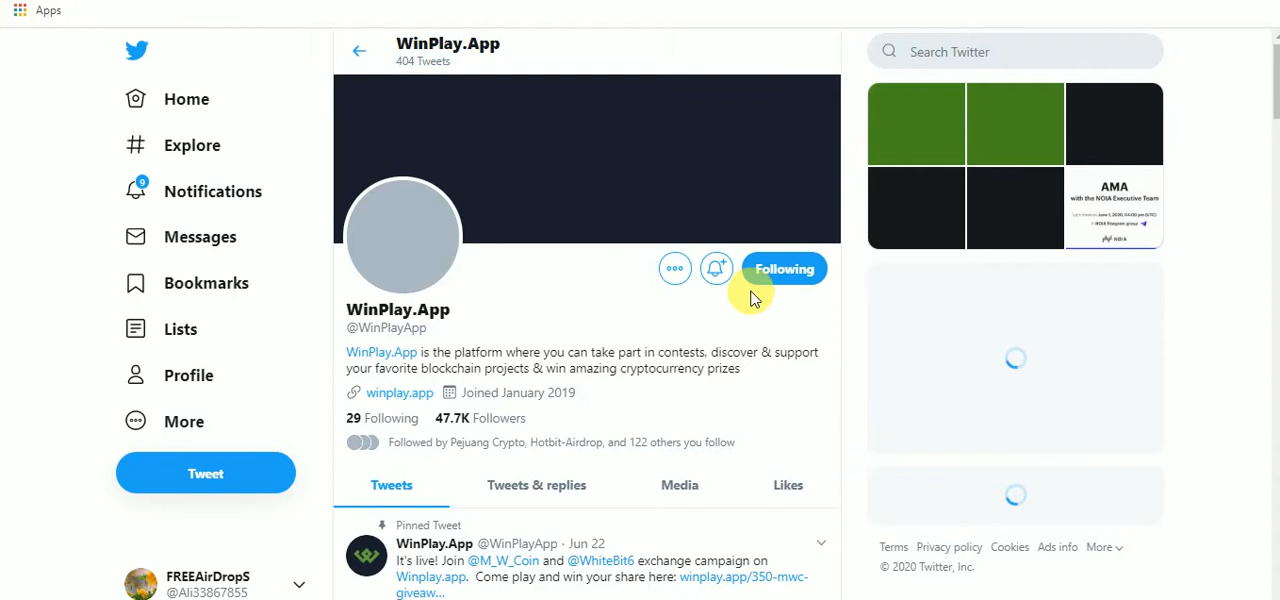 Apps
WinPlay.App
404 Tweets
Search Twitter
Home
Explore
9
Notifications
Messages
Bookmarks
Lists
Profile
More
Tweet
FREEAirDropS
@Ali33867855
Following
WinPlay.App
@WinPlayApp
WinPlay.App is the platform where you can take part in contests, discover & support
your favorite blockchain projects & win amazing cryptocurrency prizes
winplay.app Joined January 2019
29 Following 47.7K Followers
Followed by Pejuang Crypto, Hotbit-Airdrop, and 122 others you follow
Tweets Tweets & replies Media Likes
Pinned Tweet
WinPlay.App @WinPlayApp · Jun 22
It's live! Join @M_W_Coin and @WhiteBit6 exchange campaign on
Winplay.app. Come play and win your share here: winplay.app/350-mwc-
giveaw...
AMA
with the NOIA Executive Team
NOIA Telegram group
NOIA
Terms Privacy policy Cookies Ads info More
© 2020 Twitter, Inc.